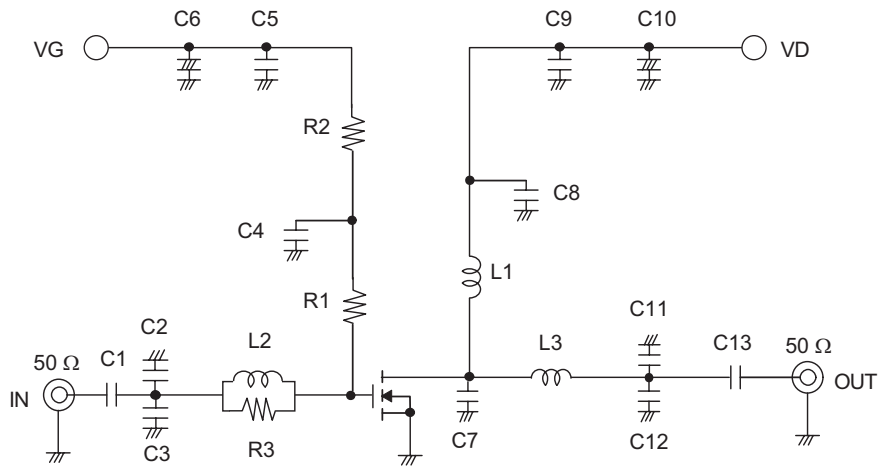 C6 C5 C9 C10
VG VD
R2
C8
C4
L1
R1
C11
C2
L2 L3 C13
50 Ω C1 50 Ω
IN OUT
C3 R3 C7 C12